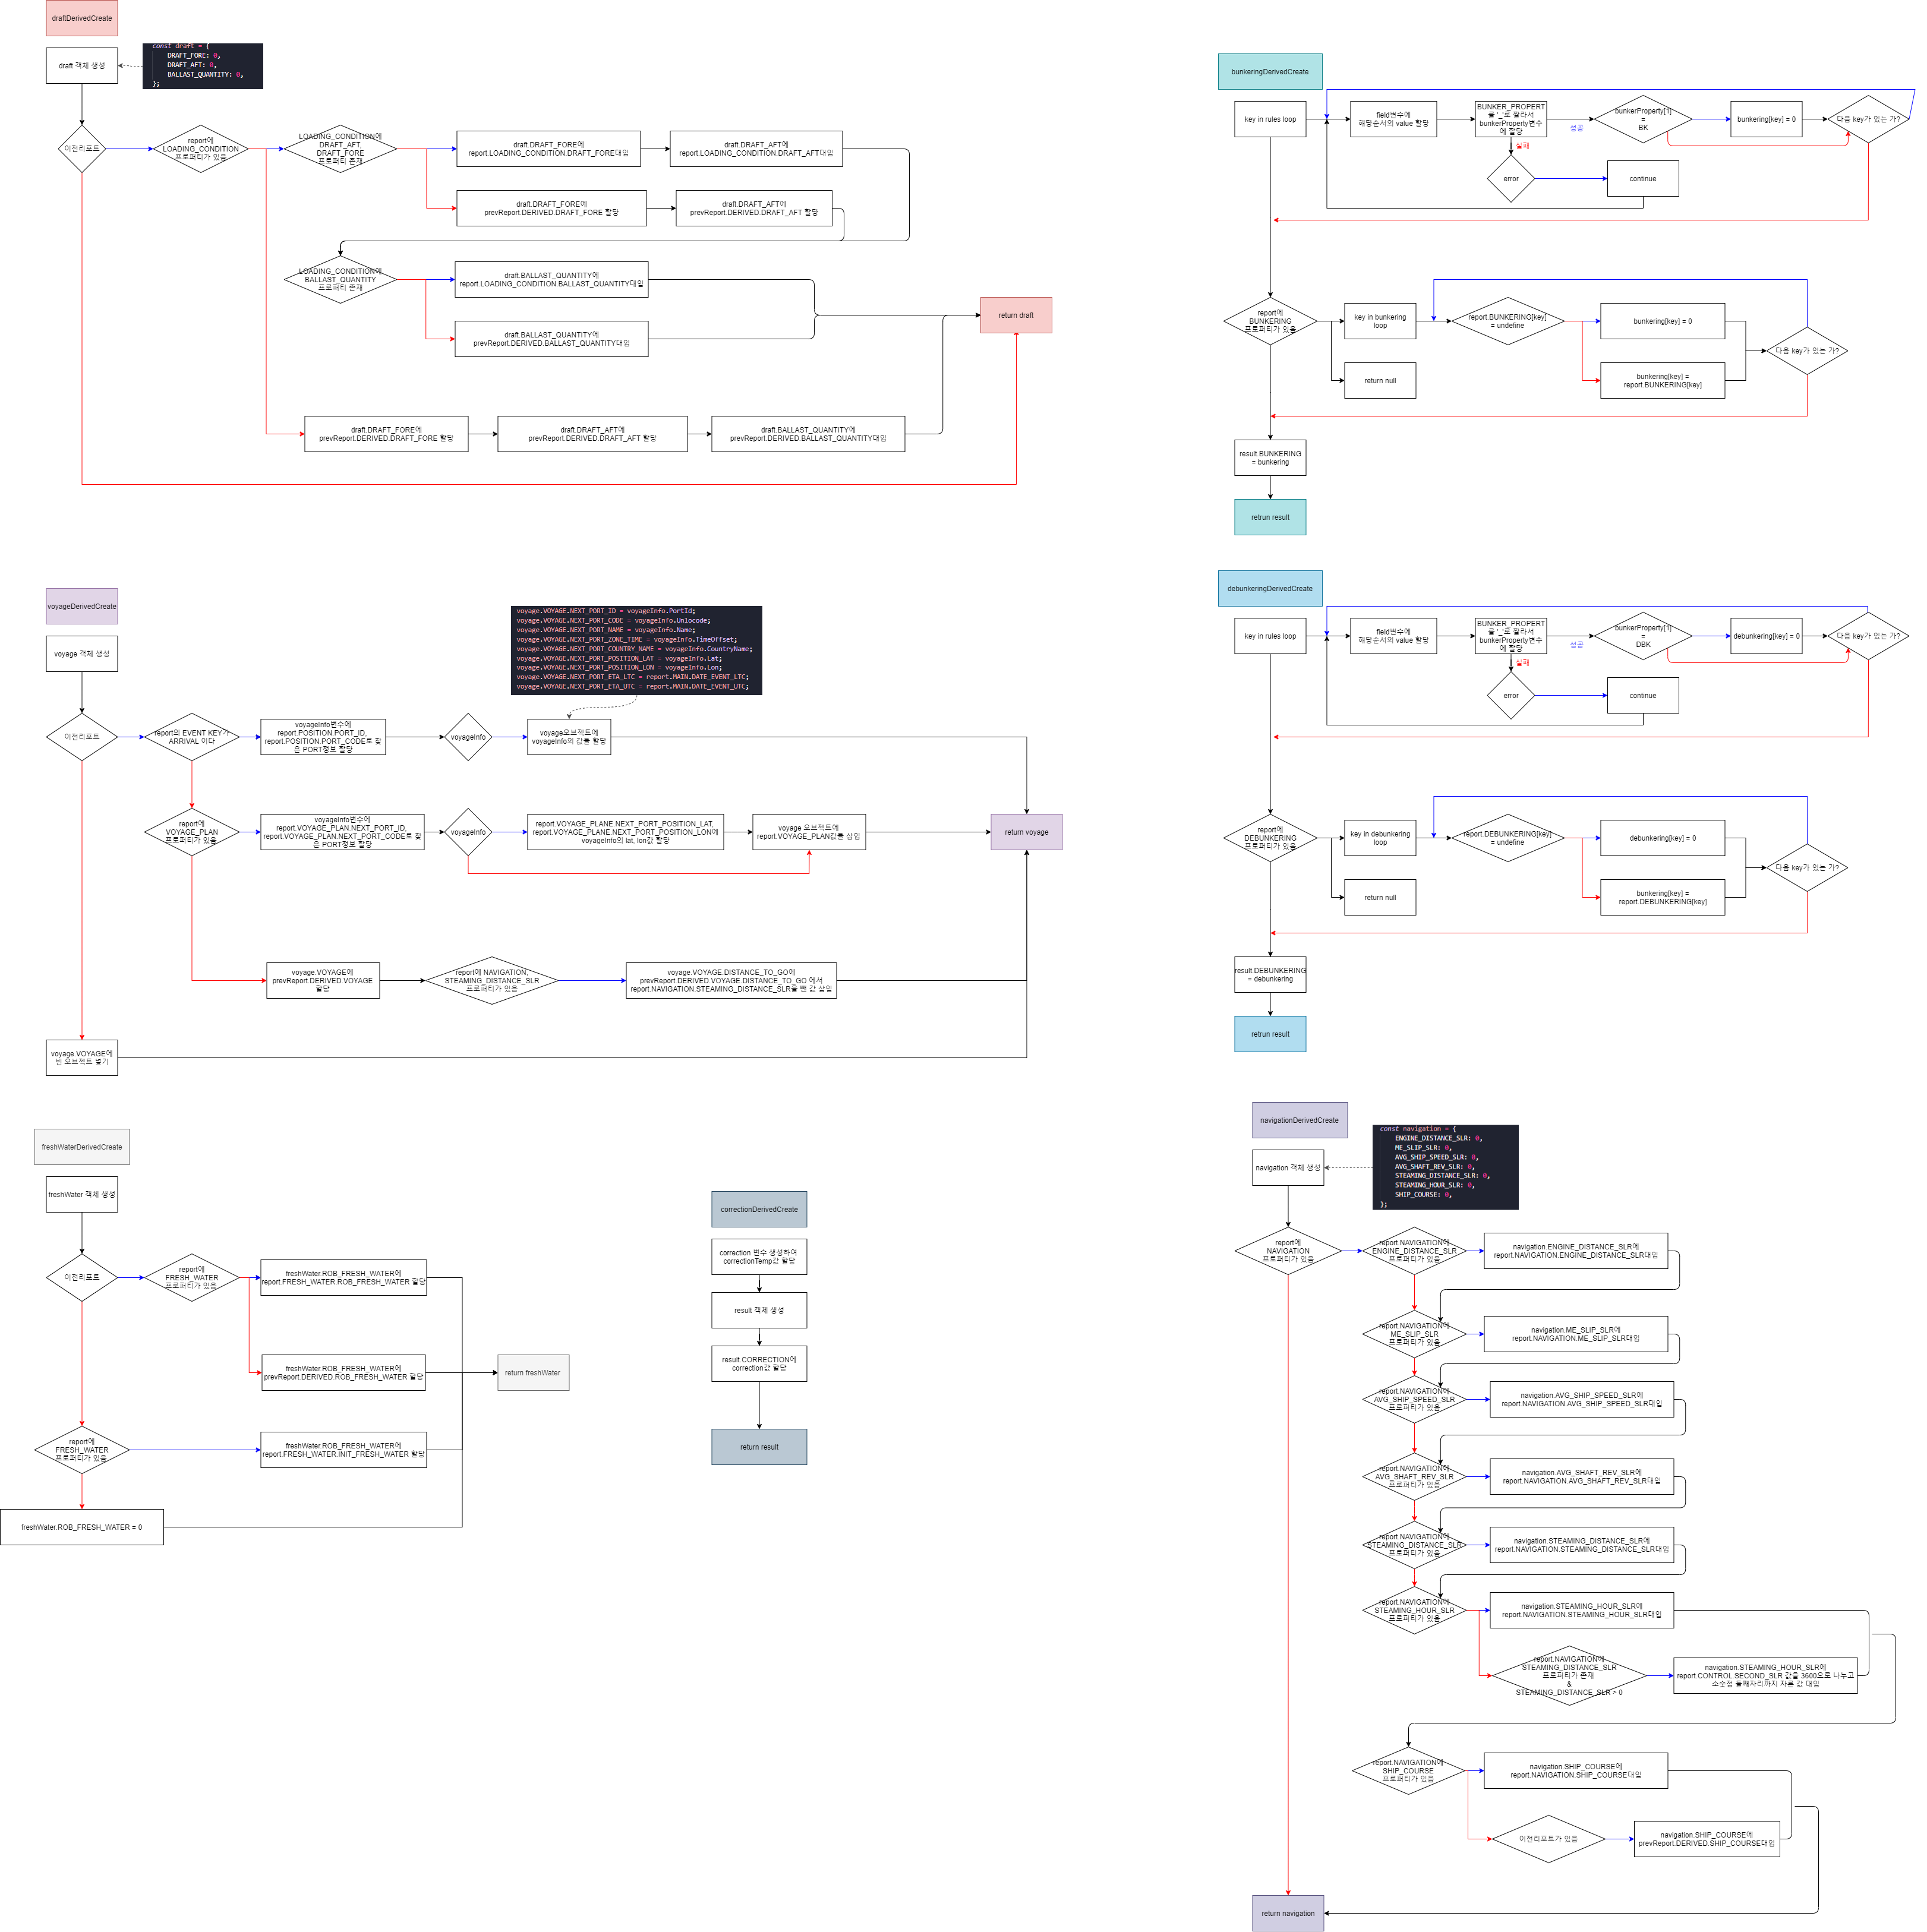 draftDerivedCreate
draft 객체 생성
const draft = {
DRAFT_FORE: 0,
DRAFT_AFT: 0,
BALLAST_QUANTITY: 0,
};
이전리포트
report에
LOADING_CONDITION
프로퍼티가 있음
LOADING_CONDITION에
DRAFT_AFT,
DRAFT_FORE
프로퍼티 존재
draft.DRAFT_FORE에
report.LOADING_CONDITION.DRAFT_FORE대입
draft.DRAFT_AFT에
report.LOADING_CONDITION.DRAFT_AFT대입
draft.DRAFT_FORE에
prevReport.DERIVED.DRAFT_FORE 할당
draft.DRAFT_AFT에
prevReport.DERIVED.DRAFT_AFT 할당
LOADING_CONDITION에
BALLAST_QUANTITY
프로퍼티 존재
draft.BALLAST_QUANTITY에
report.LOADING_CONDITION.BALLAST_QUANTITY대입
draft.BALLAST_QUANTITY에
prevReport.DERIVED.BALLAST_QUANTITY대입
return draft
draft.DRAFT_FORE에
prevReport.DERIVED.DRAFT_FORE 할당
draft.DRAFT_AFT에
prevReport.DERIVED.DRAFT_AFT 할당
draft.BALLAST_QUANTITY에
prevReport.DERIVED.BALLAST_QUANTITY대입
bunkeringDerivedCreate
key in rules loop
field변수에
해당순서의 value 할당
BUNKER_PROPERT
를 '_'로 짤라서
bunkerProperty변수
에 할당
성공
실패
bunkerProperty[1]
=
BK
bunkering[key] = 0
다음 key가 있는 가?
error
continue
report에
BUNKERING
프로퍼티가 있음
key in bunkering
loop
report.BUNKERING[key]
= undefine
bunkering[key] = 0
다음 key가 있는 가?
return null
bunkering[key] =
report.BUNKERING[key]
result.BUNKERING
= bunkering
retrun result
voyageDerivedCreate
voyage 객체 생성
voyage.VOYAGE.NEXT_PORT_ID = voyageInfo.PortId;
voyage.VOYAGE.NEXT_PORT_CODE = voyageInfo.Unlocode;
voyage.VOYAGE.NEXT_PORT_NAME = voyageInfo.Name;
voyage.VOYAGE.NEXT_PORT_ZONE_TIME = voyageInfo.TimeOffset;
voyage.VOYAGE.NEXT_PORT_COUNTRY_NAME = voyageInfo.CountryName;
voyage.VOYAGE.NEXT_PORT_POSITION_LAT = voyageInfo.Lat;
voyage.VOYAGE.NEXT_PORT_POSITION_LON = voyageInfo.Lon;
voyage.VOYAGE.NEXT_PORT_ETA_LTC = report.MAIN.DATE_EVENT_LTC;
voyage.VOYAGE.NEXT_PORT_ETA_UTC = report.MAIN.DATE_EVENT_UTC;
이전리포트
report의 EVENT KEY가
ARRIVAL 이다
voyageInfo변수에
report.POSITION.PORT_ID,
report.POSITION.PORT_CODE로 찾
은 PORT정보 할당
voyageInfo
voyage오브젝트에
voyageInfo의 값들 할당
report에
VOYAGE_PLAN
프로퍼티가 있음
voyageInfo변수에
report.VOYAGE_PLAN.NEXT_PORT_ID,
report.VOYAGE_PLAN.NEXT_PORT_CODE로 찾
은 PORT정보 할당
voyageInfo
report.VOYAGE_PLANE.NEXT_PORT_POSITION_LAT,
report.VOYAGE_PLANE.NEXT_PORT_POSITION_LON에
voyageInfo의 lat, lon값 할당
voyage 오브젝트에
report.VOYAGE_PLAN값들 삽입
return voyage
voyage.VOYAGE에
prevReport.DERIVED.VOYAGE
할당
report에 NAVIGATION,
STEAMING_DISTANCE_SLR
프로퍼티가 있음
voyage.VOYAGE.DISTANCE_TO_GO에
prevReport.DERIVED.VOYAGE.DISTANCE_TO_GO 에서
report.NAVIGATION.STEAMING_DISTANCE_SLR을 뺀 값 삽입
voyage.VOYAGE에
빈 오브젝트 넣기
debunkeringDerivedCreate
key in rules loop
field변수에
해당순서의 value 할당
BUNKER_PROPERT
를 '_'로 짤라서
bunkerProperty변수
에 할당
성공
실패
bunkerProperty[1]
=
DBK
debunkering[key] = 0
다음 key가 있는 가?
error
continue
report에
DEBUNKERING
프로퍼티가 있음
key in debunkering
loop
report.DEBUNKERING[key]
= undefine
debunkering[key] = 0
다음 key가 있는 가?
return null
bunkering[key] =
report.DEBUNKERING[key]
result.DEBUNKERING
= debunkering
retrun result
freshWaterDerivedCreate
freshWater 객체 생성
이전리포트
report에
FRESH_WATER
프로퍼티가 있음
freshWater.ROB_FRESH_WATER에
report.FRESH_WATER.ROB_FRESH_WATER 할당
freshWater.ROB_FRESH_WATER에
prevReport.DERIVED.ROB_FRESH_WATER 할당
return freshWater
report에
FRESH_WATER
프로퍼티가 있음
freshWater.ROB_FRESH_WATER에
report.FRESH_WATER.INIT_FRESH_WATER 할당
freshWater.ROB_FRESH_WATER = 0
correctionDerivedCreate
correction 변수 생성하여
correctionTemp값 할당
result 객체 생성
result.CORRECTION에
correction값 할당
return result
navigationDerivedCreate
navigation 객체 생성
const navigation = {
ENGINE_DISTANCE_SLR: 0,
ME_SLIP_SLR: 0,
AVG_SHIP_SPEED_SLR: 0,
AVG_SHAFT_REV_SLR: 0,
STEAMING_DISTANCE_SLR: 0,
STEAMING_HOUR_SLR: 0,
SHIP_COURSE: 0,
};
report에
NAVIGATION
프로퍼티가 있음
report.NAVIGATION에
ENGINE_DISTANCE_SLR
프로퍼티가 있음
navigation.ENGINE_DISTANCE_SLR에
report.NAVIGATION.ENGINE_DISTANCE_SLR대입
report.NAVIGATION에
ME_SLIP_SLR
프로퍼티가 있음
navigation.ME_SLIP_SLR에
report.NAVIGATION.ME_SLIP_SLR대입
report.NAVIGATION에
AVG_SHIP_SPEED_SLR
프로퍼티가 있음
navigation.AVG_SHIP_SPEED_SLR에
report.NAVIGATION.AVG_SHIP_SPEED_SLR대입
report.NAVIGATION에
AVG_SHAFT_REV_SLR
프로퍼티가 있음
navigation.AVG_SHAFT_REV_SLR에
report.NAVIGATION.AVG_SHAFT_REV_SLR대입
report.NAVIGATION에
STEAMING_DISTANCE_SLR
프로퍼티가 있음
navigation.STEAMING_DISTANCE_SLR에
report.NAVIGATION.STEAMING_DISTANCE_SLR대입
report.NAVIGATION에
STEAMING_HOUR_SLR
프로퍼티가 있음
navigation.STEAMING_HOUR_SLR에
report.NAVIGATION.STEAMING_HOUR_SLR대입
report.NAVIGATION에
STEAMING_DISTANCE_SLR
프로퍼티가 존재
&
STEAMING_DISTANCE_SLR > 0
navigation.STEAMING_HOUR_SLR에
report.CONTROL.SECOND_SLR 값을 3600으로 나누고
소숫점 둘째자리까지 자른 값 대입
report.NAVIGATION에
SHIP_COURSE
프로퍼티가 있음
navigation.SHIP_COURSE에
report.NAVIGATION.SHIP_COURSE대입
이전리포트가 있음
navigation.SHIP_COURSE에
prevReport.DERIVED.SHIP_COURSE대입
return navigation